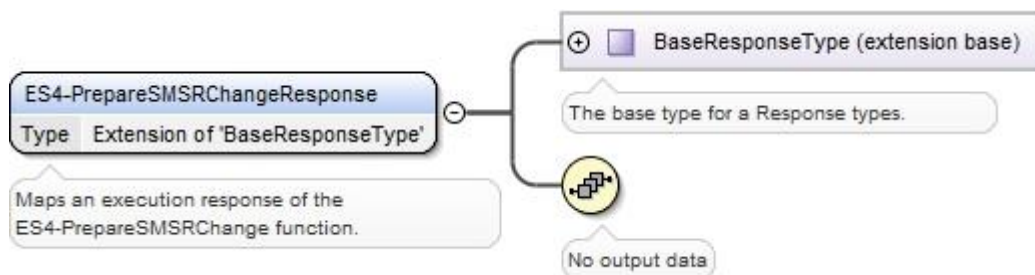 BaseResponseType (extension base)
The base type for a Response types.
ES4-PrepareSMSRChangeResponse
Type Extension of 'BaseResponseType'
Maps an execution response of the
ES4-PrepareSMSRChange function.
No output data